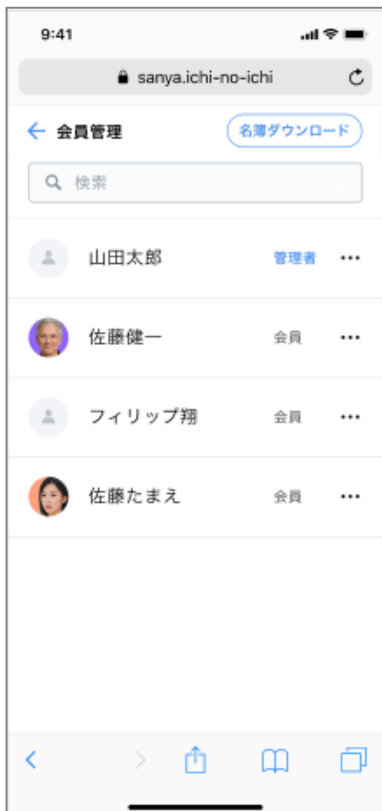 9:41
sanya.ichi-no-ichi
会員管理
名簿ダウンロード
検索
山田太郎 管理者
佐藤健一 会員
フィリップ翔 会員
佐藤たまえ 会員